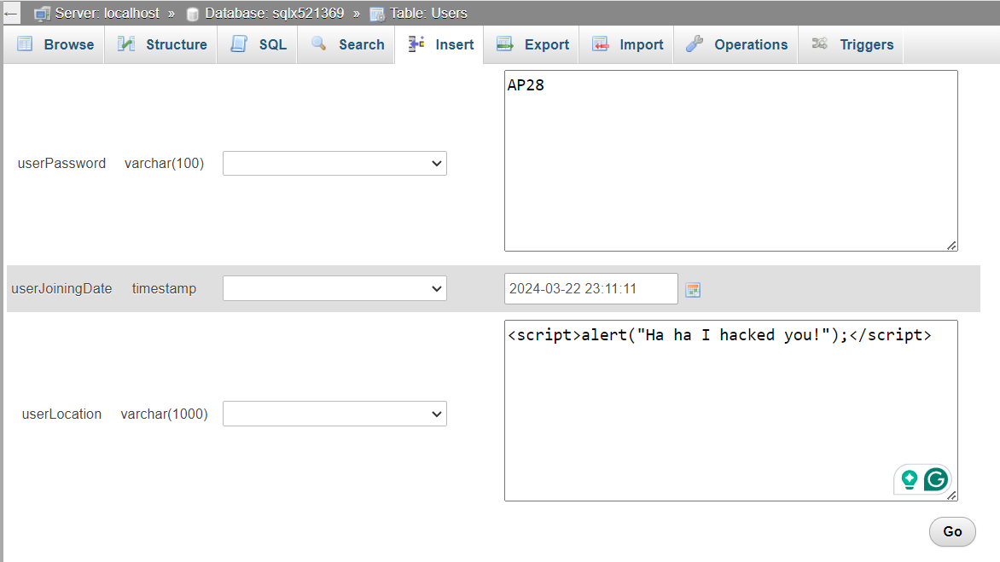 ← Server: localhost » Database: sqlx521369 » Table: Users
Browse Structure SQL Search Insert Export Import Operations Triggers
AP28
userPassword varchar(100)
userJoiningDate timestamp 2024-03-22 23:11:11
<script>alert("Ha ha I hacked you!");</script>
userLocation varchar(1000)
G
Go